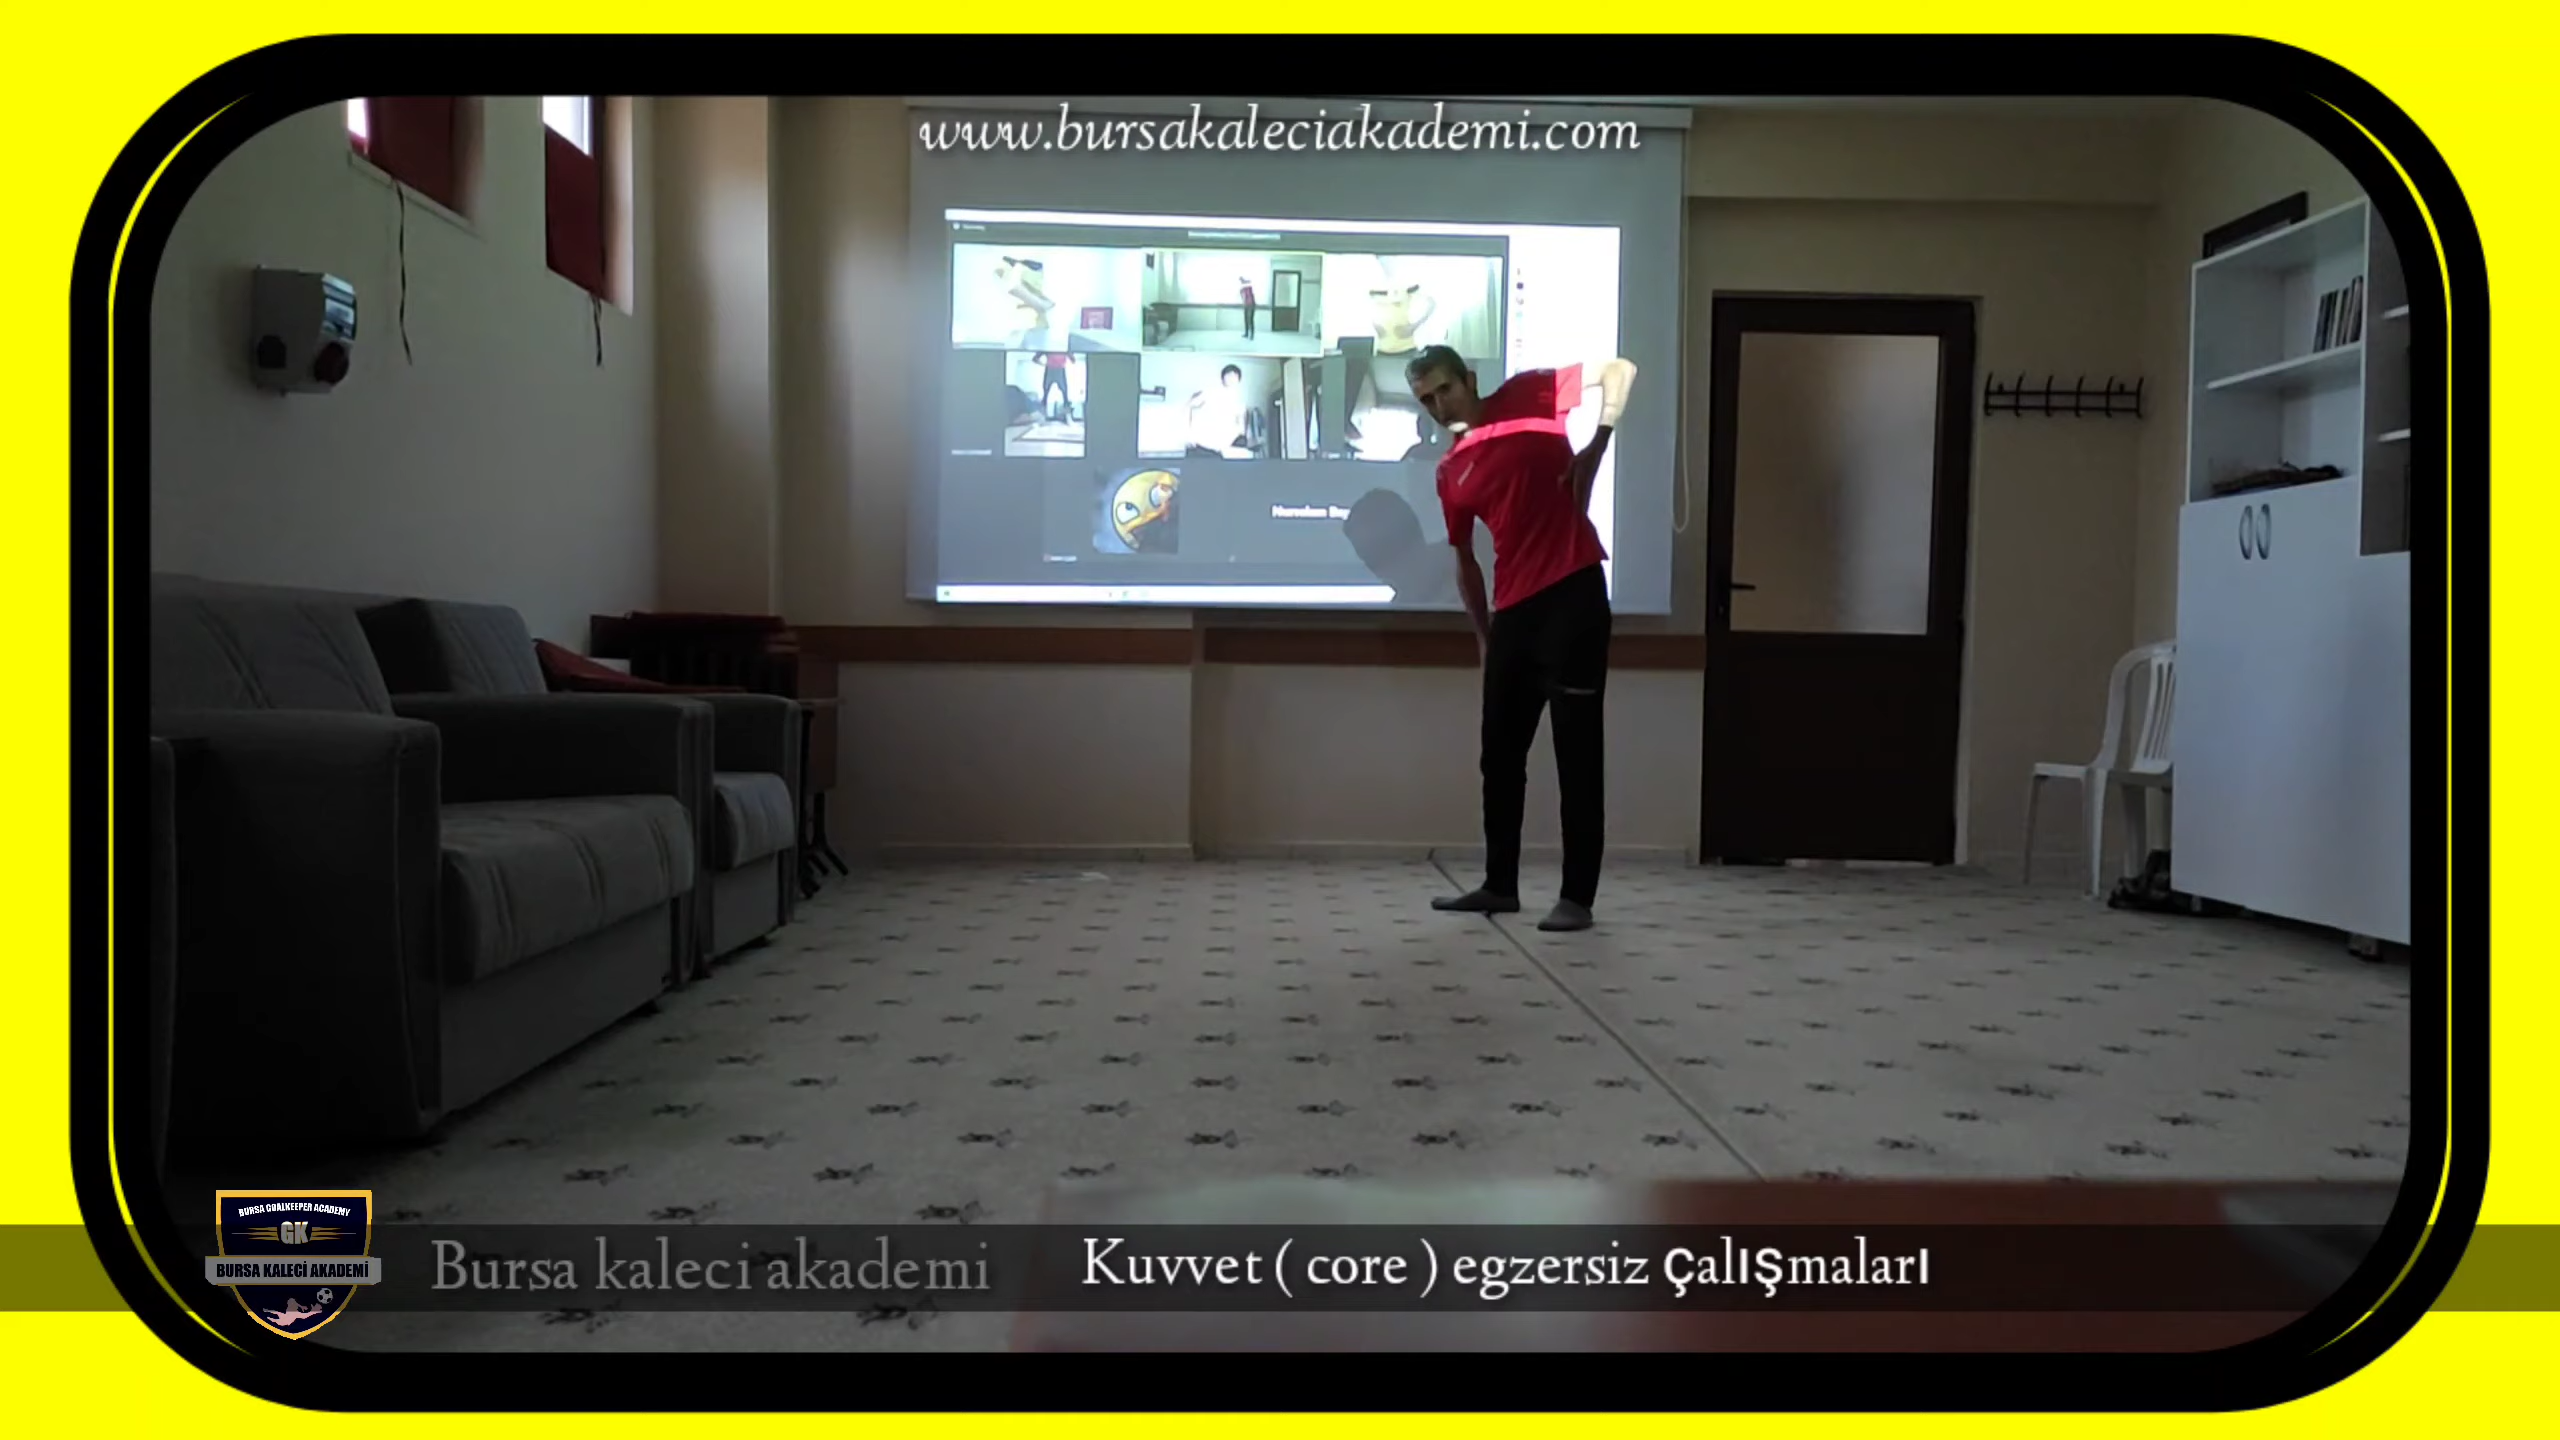 www.bursakaleciakademi.com
BURSA GOALKEEPER ACADEMY
GK
BURSA KALECİ AKADEMİ
Bursa kaleci akademi
Kuvvet ( core ) egzersiz çalışmaları